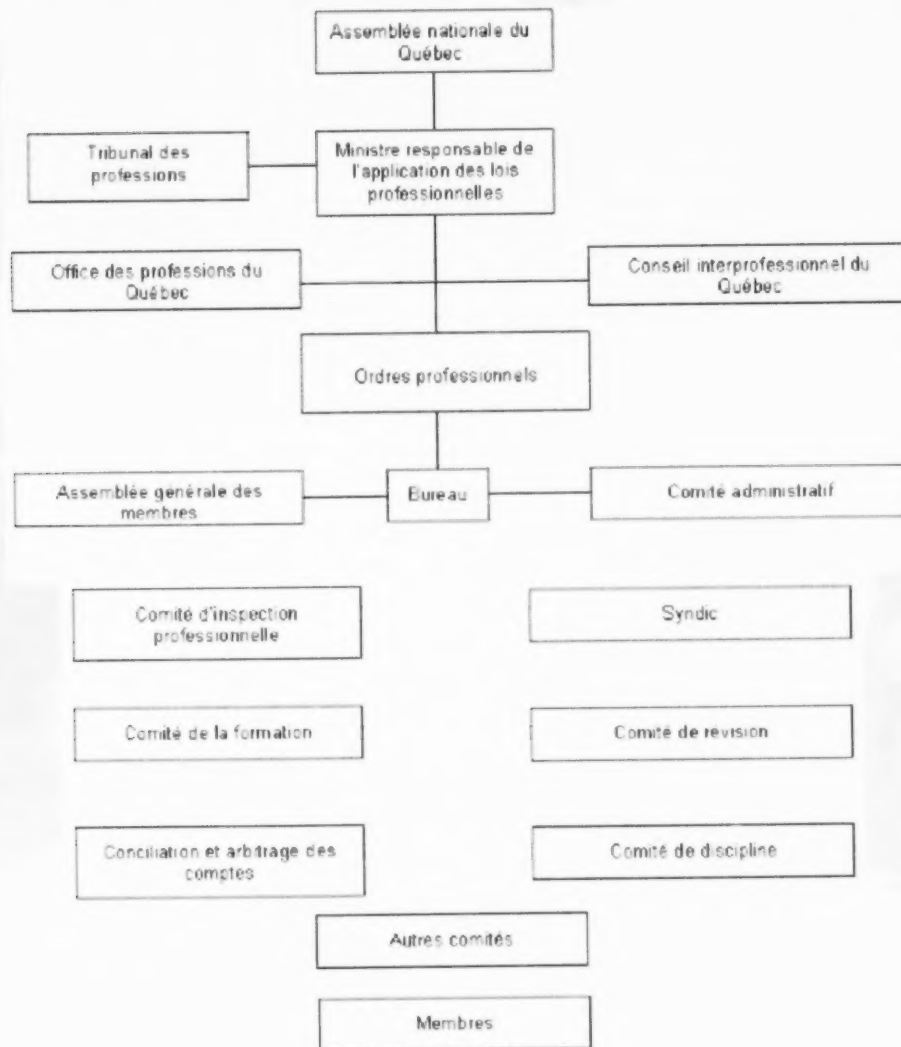 Assemblée nationale du
Québec
Tribunal des
professions
Ministre responsable de
l'application des lois
professionnelles
Office des professions du
Québec
Conseil interprofessionnel du
Québec
Ordres professionnels
Assemblée générale des
membres
Bureau
Comité administratif
Comité d'inspection
professionnelle
Syndic
Comité de la formation
Comité de révision
Conciliation et arbitrage des
comptes
Comité de discipline
Autres comités
Membres